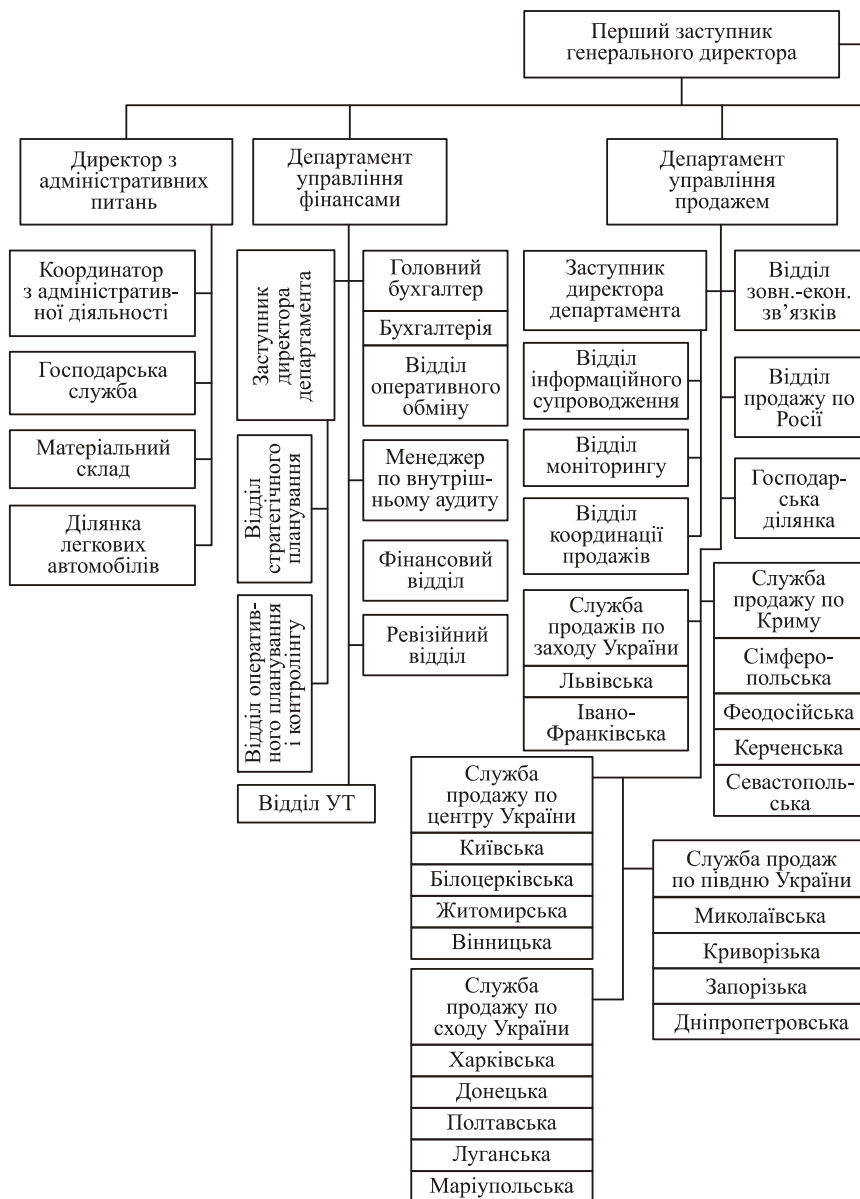 Перший заступник
генерального директора
Директор з
адміністративних
питань
Департамент
управління
фінансами
Департамент
управління
продажем
Координатор
з адміністратив-
ної діяльності
Господарська
служба
Матеріальний
склад
Ділянка
легкових
автомобілів
Заступник
директора
департамента
Відділ
стратегічного
планування
Відділ оператив-
ного планування
і контролінгу
Відділ УТ
Головний
бухгалтер
Бухгалтерія
Відділ
оперативного
обміну
Менеджер
по внутріш-
ньому аудиту
Фінансовий
відділ
Ревізійний
відділ
Заступник
директора
департамента
Відділ
інформаційного
супроводження
Відділ
моніторингу
Відділ
координації
продажів
Служба
продажів по
заходу України
Львівська
Івано-
Франківська
Відділ
зовн.-екон.
зв’язків
Відділ
продажу по
Росії
Господар-
ська
ділянка
Служба
продажу по
Криму
Сімферо-
польська
Феодосійська
Керченська
Севастополь-
ська
Служба
продажу по
центру України
Київська
Білоцерківська
Житомирська
Вінницька
Служба продаж
по півдню України
Миколаївська
Криворізька
Запорізька
Дніпропетровська
Служба
продажу по
сходу України
Харківська
Донецька
Полтавська
Луганська
Маріупольська